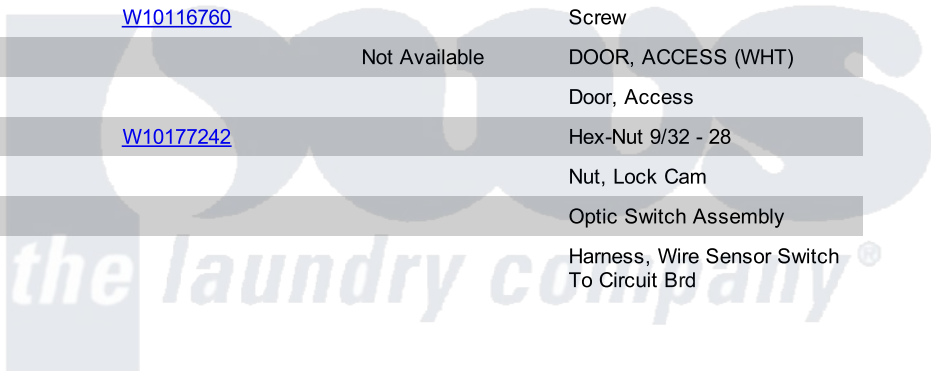 W10116760 Screw
Not Available DOOR, ACCESS (WHT)
Door, Access
W10177242 Hex-Nut 9/32 - 28
Nut, Lock Cam
Optic Switch Assembly
Harness, Wire Sensor Switch
To Circuit Brd
the laundry company®